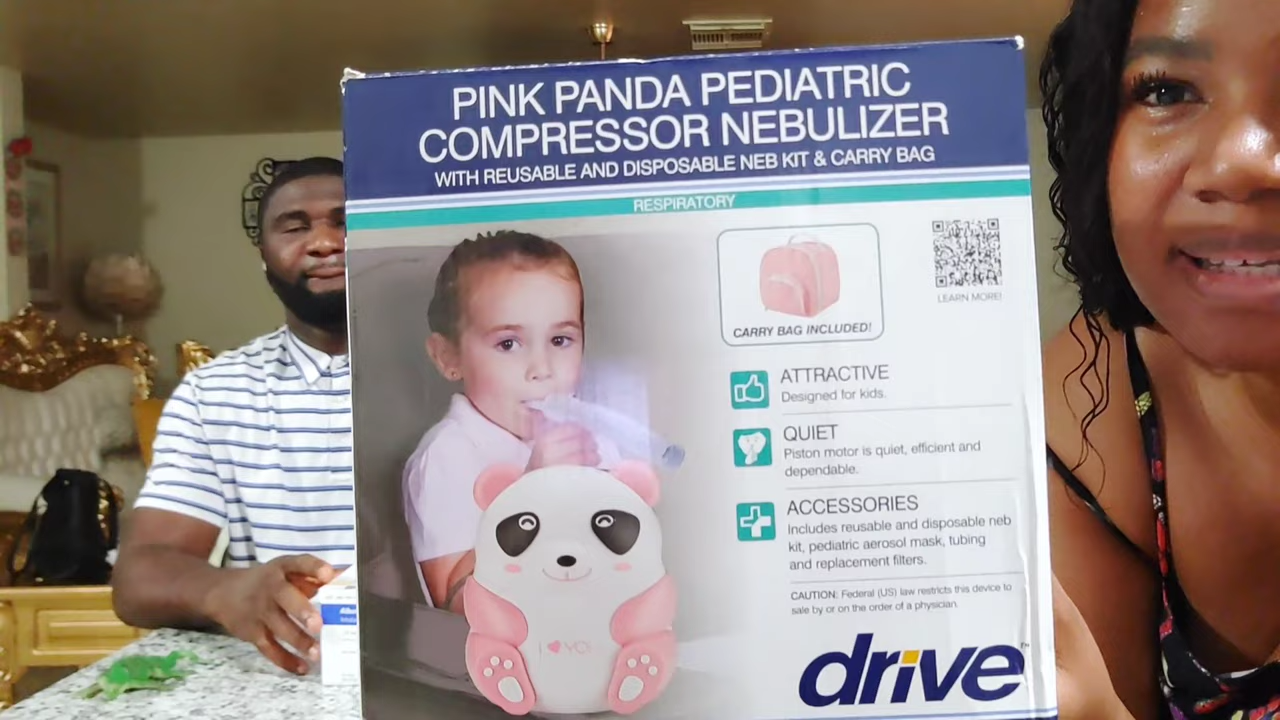 PINK PANDA PEDIATRIC
COMPRESSOR NEBULIZER
WITH REUSABLE AND DISPOSABLE NEB KIT & CARRY BAG
RESPIRATORY
CARRY BAG INCLUDED!
LEARN MORE!
ATTRACTIVE
Designed for kids.
QUIET
Piston motor is quiet, efficient and
dependable.
ACCESSORIES
Includes reusable and disposable neb
kit, pediatric aerosol mask, tubing
and replacement filters.
CAUTION: Federal (US) law restricts this device to
sale by or on the order of a physician.
I ♥ YO
drive™